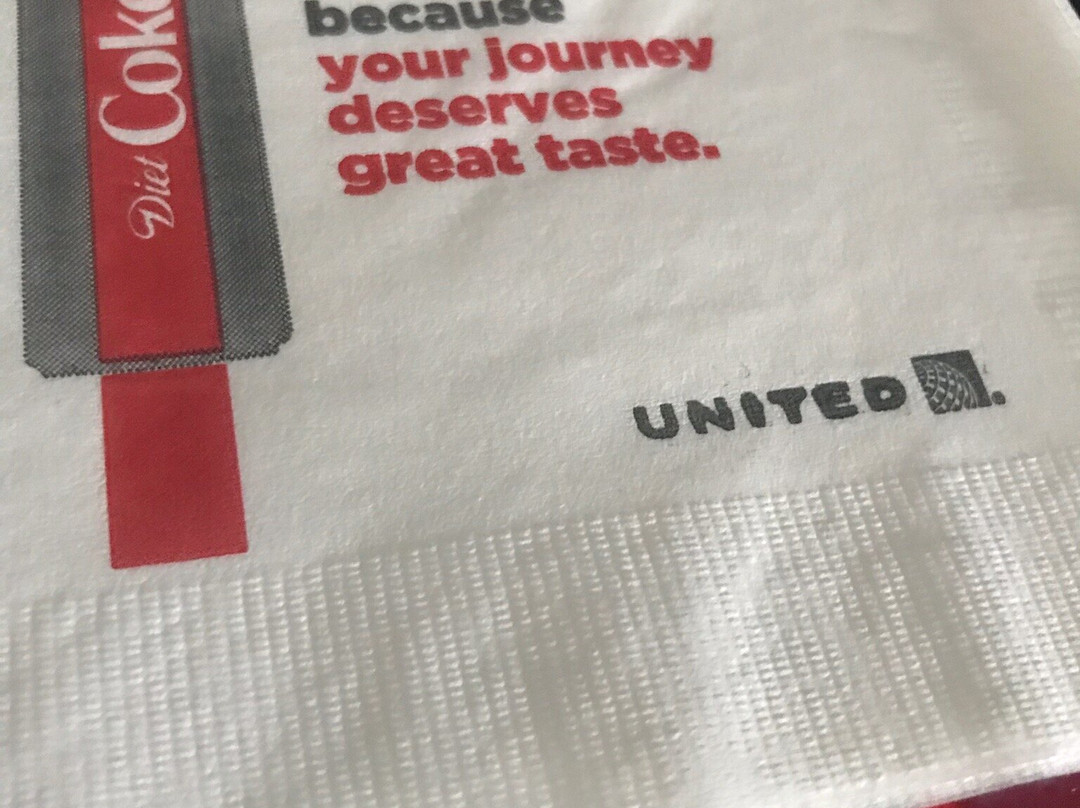 Diet Coke
because
your journey
deserves
great taste.
UNITED